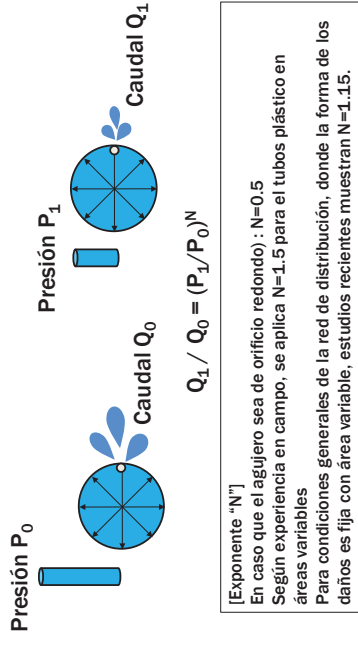 Presión P₀
Caudal Q₀
Presión P₁
Caudal Q₁
Q₁ / Q₀ = (P₁/P₀)ᴺ
[Exponente “N”]
En caso que el agujero sea de orificio redondo) : N=0.5
Según experiencia en campo, se aplica N=1.5 para el tubos plástico en
áreas variables
Para condiciones generales de la red de distribución, donde la forma de los
daños es fija con área variable, estudios recientes muestran N=1.15.